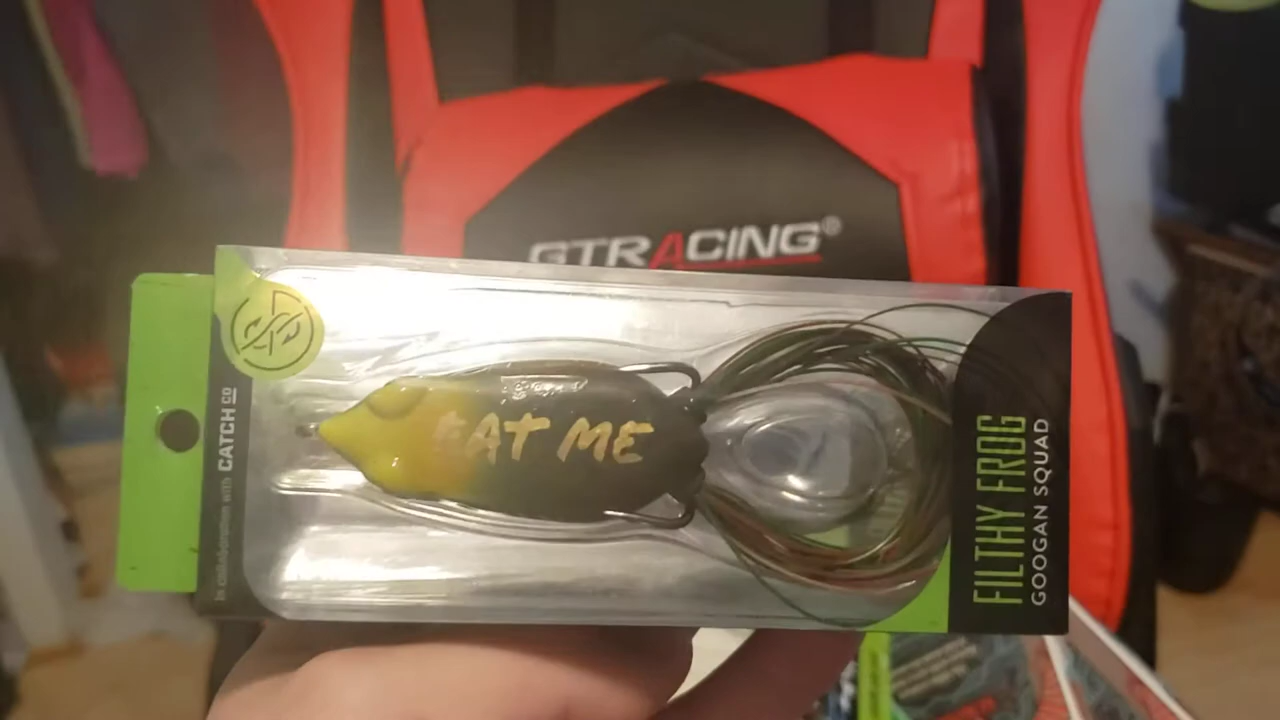 GTRACING®
in collaboration with CATCH CO
EAT ME
FILTHY FROG
GOOGAN SQUAD